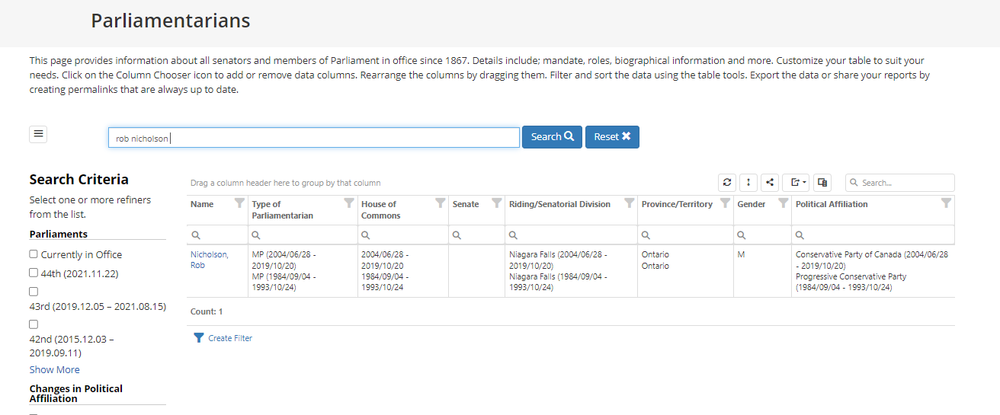 Parliamentarians
This page provides information about all senators and members of Parliament in office since 1867. Details include; mandate, roles, biographical information and more. Customize your table to suit your
needs. Click on the Column Chooser icon to add or remove data columns. Rearrange the columns by dragging them. Filter and sort the data using the table tools. Export the data or share your reports by
creating permalinks that are always up to date.
rob nicholson
Search
Reset
Search Criteria
Select one or more refiners
from the list.
Parliaments
Currently in Office
44th (2021.11.22)
43rd (2019.12.05 – 2021.08.15)
42nd (2015.12.03 –
2019.09.11)
Show More
Changes in Political
Affiliation
Drag a column header here to group by that column
Search...
Name
Type of
Parliamentarian
House of
Commons
Senate
Riding/Senatorial Division
Province/Territory
Gender
Political Affiliation
Nicholson,
Rob
MP (2004/06/28 -
2019/10/20)
MP (1984/09/04 -
1993/10/24)
2004/06/28 -
2019/10/20
1984/09/04 -
1993/10/24
Niagara Falls (2004/06/28 -
2019/10/20)
Niagara Falls (1984/09/04 -
1993/10/24)
Ontario
Ontario
M
Conservative Party of Canada (2004/06/28
- 2019/10/20)
Progressive Conservative Party
(1984/09/04 - 1993/10/24)
Count: 1
Create Filter